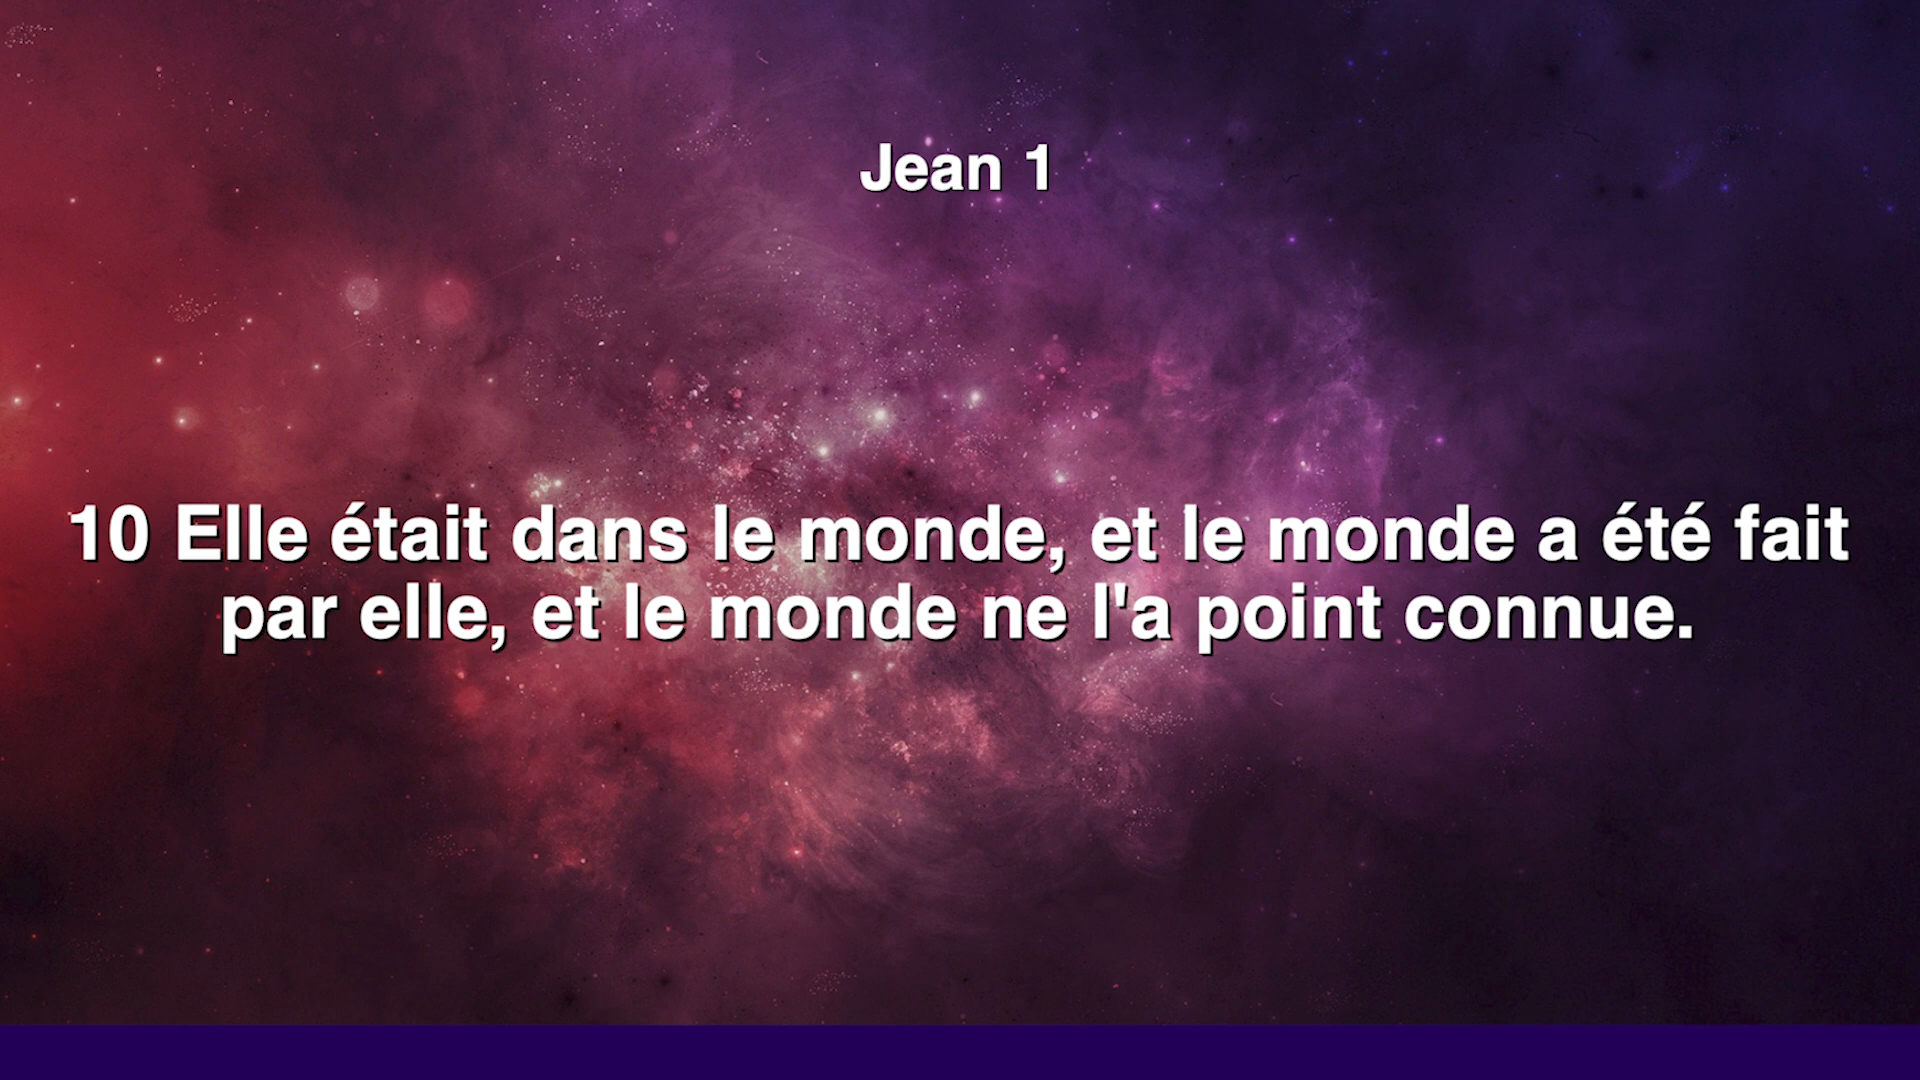 Jean 1
10 Elle était dans le monde, et le monde a été fait
par elle, et le monde ne l'a point connue.